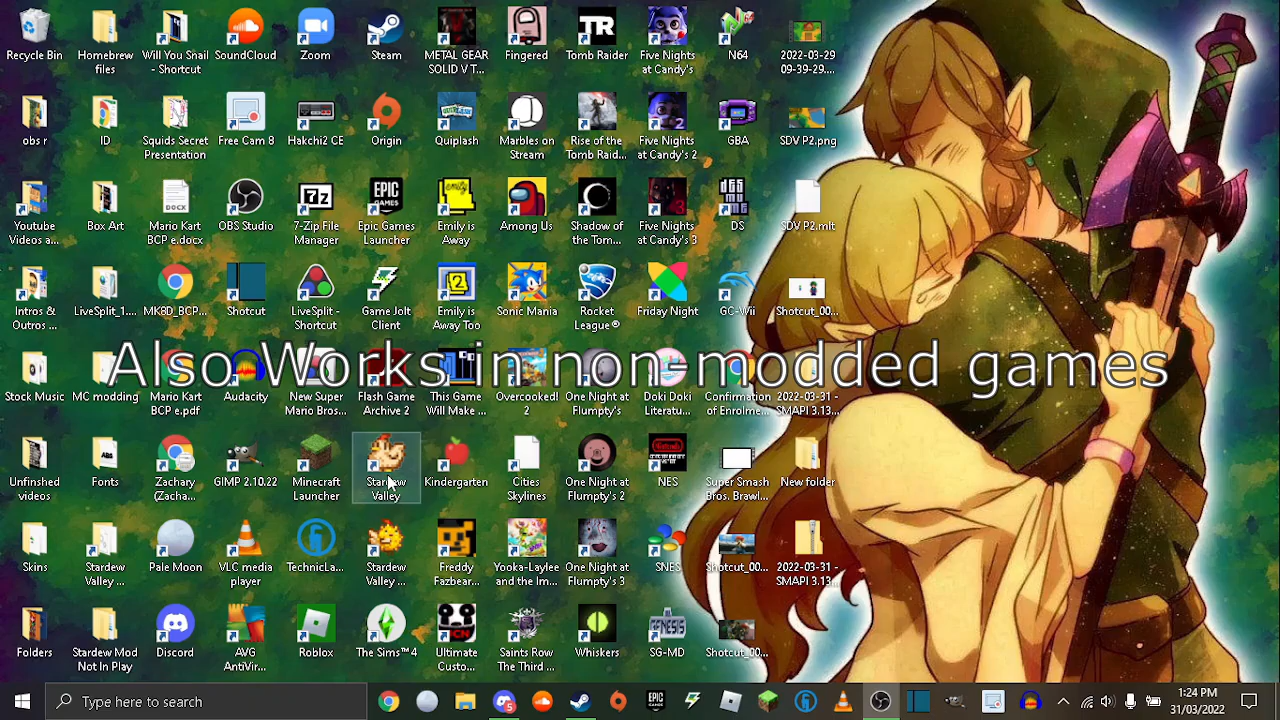 Recycle Bin
Homebrew
files
Will You Snail
- Shortcut
SoundCloud
Zoom
Steam
METAL GEAR
SOLID V T...
Fingered
TR
Tomb Raider
Five Nights
at Candy's
N64
2022-03-29
09-39-29....
obs r
ID
Squids Secret
Presentation
Free Cam 8
Hakchi2 CE
Origin
Quiplash
Marbles on
Stream
Rise of the
Tomb Raid...
Five Nights
at Candy's 2
GBA
SDV P2.png
Youtube
Videos a...
Box Art
DOCX
Mario Kart
BCP e.docx
OBS Studio
7z
7-Zip File
Manager
EPIC
GAMES
Epic Games
Launcher
Emily is
Away
Among Us
Shadow of
the Tom...
Five Nights
at Candy's 3
DS
SDV P2.mlt
Intros
Outros ...
LiveSplit_1....
MK8D_BCP...
Shotcut
LiveSplit -
Shortcut
Game Jolt
Client
Emily is
Away Too
Sonic Mania
Rocket
League ®
Friday Night
GC-Wii
Shotcut_00...
Also Works in non-modded games
Stock Music
MC modding
Mario Kart
BCP e.pdf
Audacity
New Super
Mario Bros...
Flash Game
Archive 2
This Game
Will Make ...
Overcooked!
2
One Night at
Flumpty's
Doki Doki
Literatu...
Confirmation
of Enrolme...
2022-03-31
SMAPI 3.13...
Unfinished
videos
Fonts
Zachary
(Zacha...
GIMP 2.10.22
Minecraft
Launcher
Stardew
Valley
Kindergarten
Cities
Skylines
One Night at
Flumpty's 2
NES
Super Smash
Bros. Brawl...
New folder
Skins
Stardew
Valley ...
Pale Moon
VLC media
player
TechnicLa...
Stardew
Valley ...
Freddy
Fazbear...
Yooka-Laylee
and the Im...
One Night at
Flumpty's 3
SNES
Shotcut_00...
2022-03-31
SMAPI 3.13...
Folders
Stardew Mod
Not In Play
Discord
AVG
AntiVir...
Roblox
The Sims™ 4
UCN
Ultimate
Custo...
Saints Row
The Third ...
Whiskers
GENESIS
SG-MD
Shotcut_00...
Type here to search
5
EPIC
1:24 PM
31/03/2022